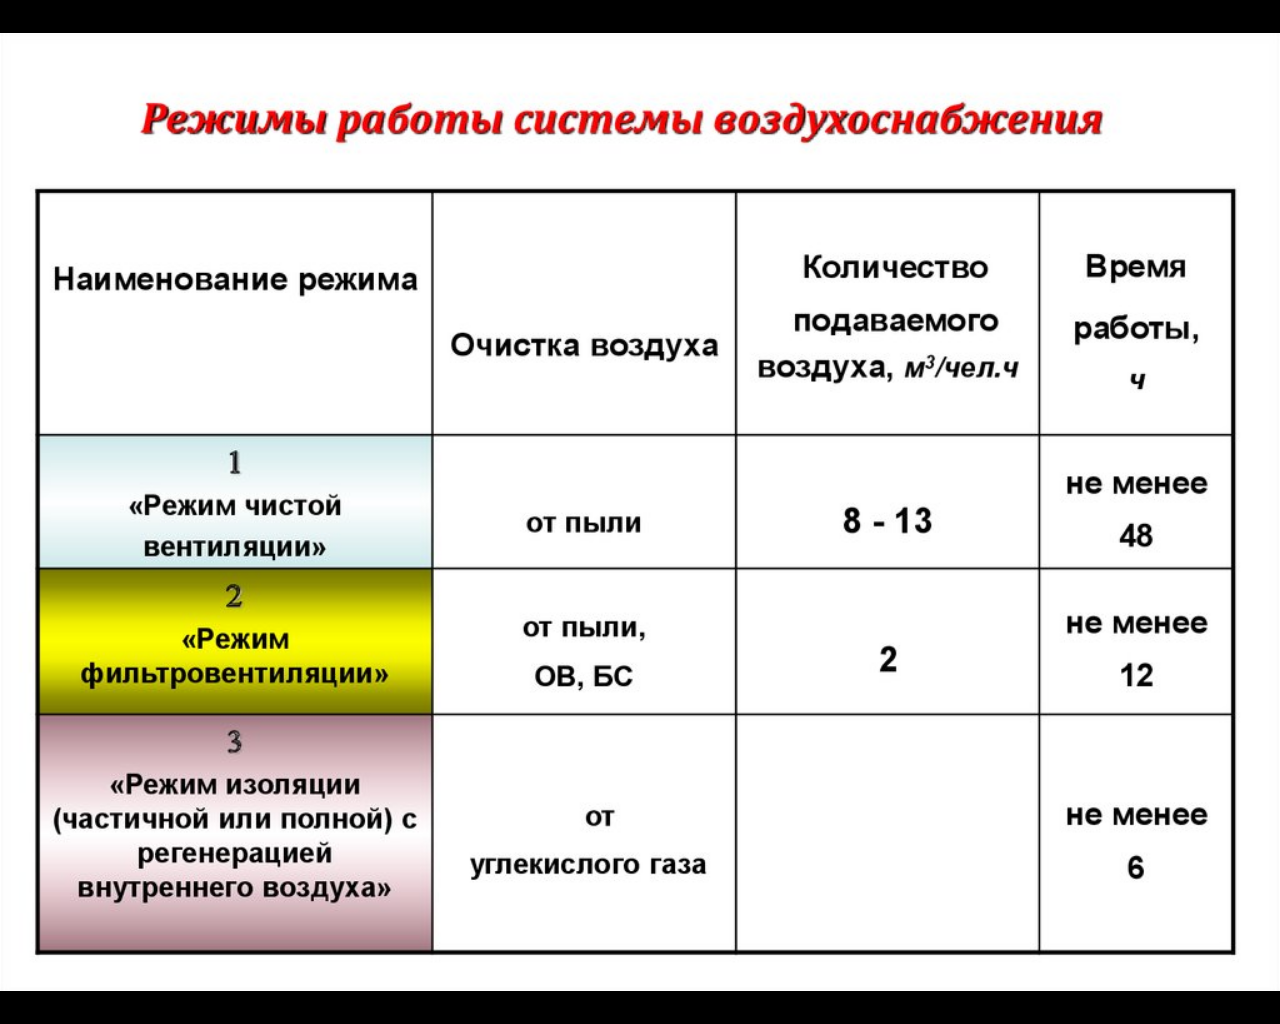 Режимы работы системы воздухоснабжения
Наименование режима
Очистка воздуха
Количество
подаваемого
воздуха, м³/чел.ч
Время
работы,
ч
1
«Режим чистой
вентиляции»
от пыли
8 - 13
не менее
48
2
«Режим
фильтровентиляции»
от пыли,
ОВ, БС
2
не менее
12
3
«Режим изоляции
(частичной или полной) с
регенерацией
внутреннего воздуха»
от
углекислого газа
не менее
6